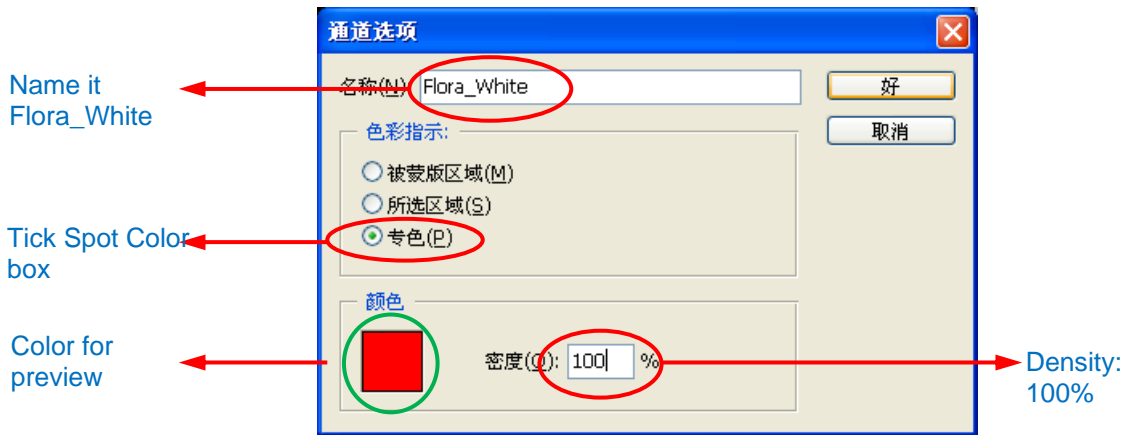 通道选项
Name it
Flora_White
名称(N) Flora_White
好
色彩指示:
取消
被蒙版区域(M)
所选区域(S)
Tick Spot Color
box
专色(P)
颜色
Color for
preview
密度(O): 100 %
Density:
100%